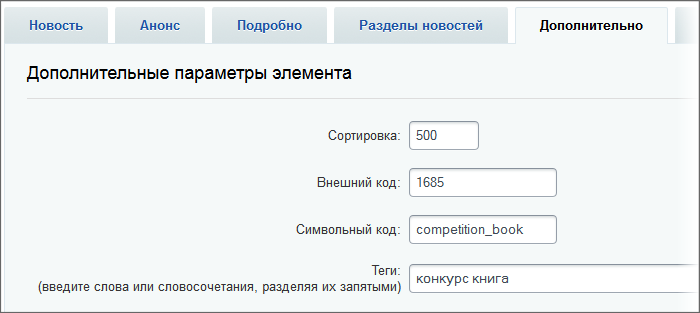 Новость Анонс Подробно Разделы новостей Дополнительно
Дополнительные параметры элемента
Сортировка: 500
Внешний код: 1685
Символьный код: competition_book
Теги:
(введите слова или словосочетания, разделяя их запятыми) конкурс книга